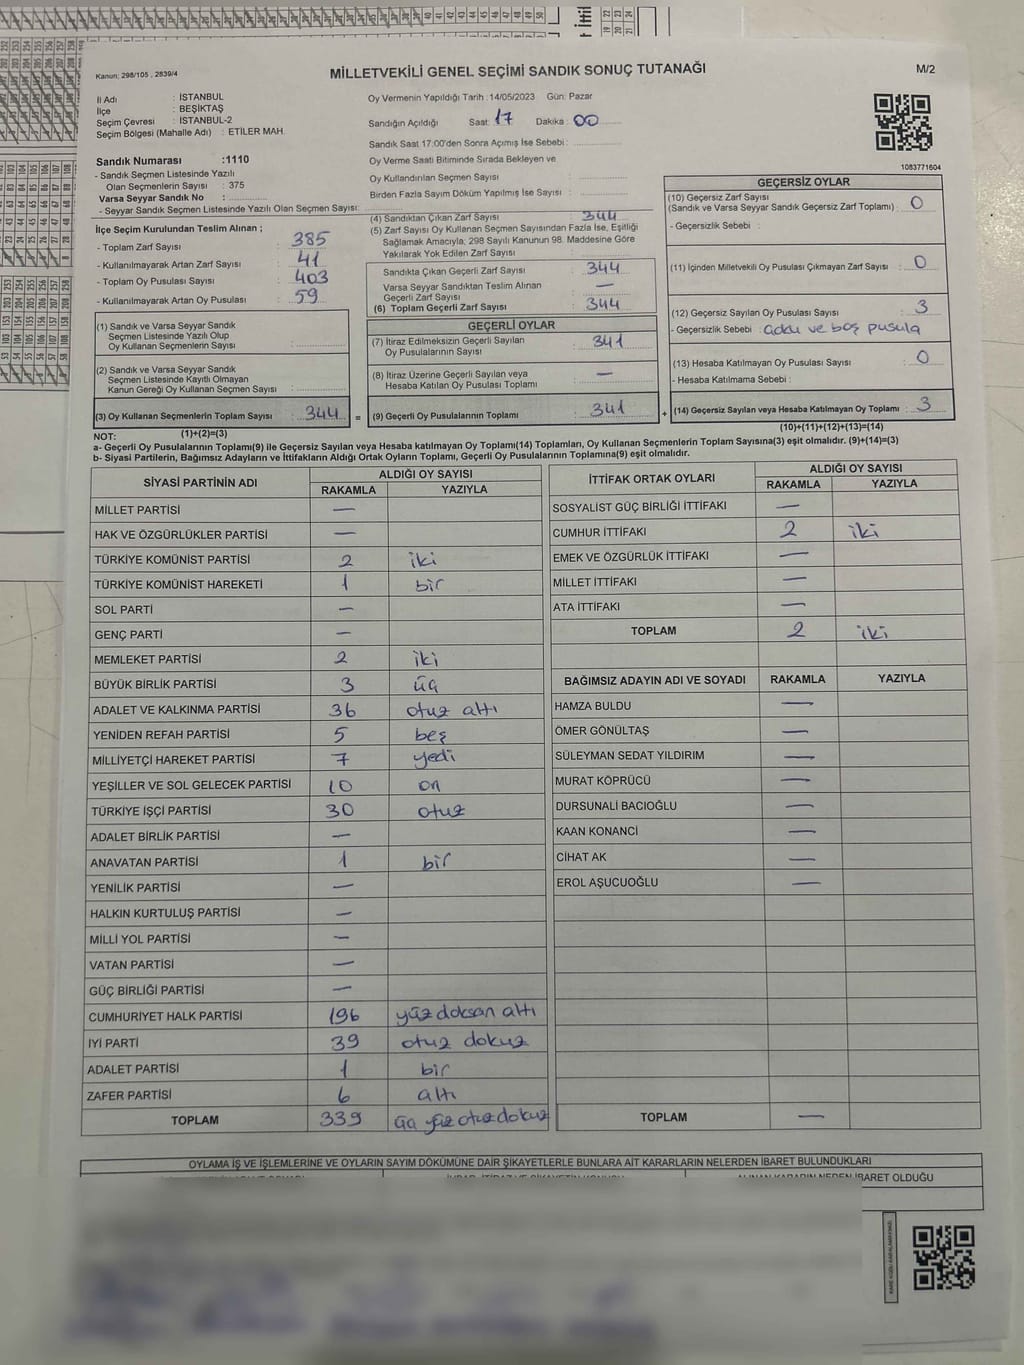 MİLLETVEKİLİ GENEL SEÇİMİ SANDIK SONUÇ TUTANAĞI
Kanun: 298/105 , 2839/4
M/2
İl Adı : İSTANBUL
İlçe : BEŞİKTAŞ
Seçim Çevresi : İSTANBUL-2
Seçim Bölgesi (Mahalle Adı) : ETİLER MAH.
Sandık Numarası :1110
- Sandık Seçmen Listesinde Yazılı
Olan Seçmenlerin Sayısı : 375
Varsa Seyyar Sandık No :
- Seyyar Sandık Seçmen Listesinde Yazılı Olan Seçmen Sayısı:
Oy Vermenin Yapıldığı Tarih :14/05/2023 Gün: Pazar
Sandığın Açıldığı Saat: 17 Dakika : 00
Sandık Saat 17:00'den Sonra Açımış İse Sebebi :
Oy Verme Saati Bitiminde Sırada Bekleyen ve
Oy Kullandırılan Seçmen Sayısı :
Birden Fazla Sayım Döküm Yapılmış İse Sayısı :
1083771604
İlçe Seçim Kurulundan Teslim Alınan ;
- Toplam Zarf Sayısı : 385
- Kullanılmayarak Artan Zarf Sayısı : 41
- Toplam Oy Pusulası Sayısı : 403
- Kullanılmayarak Artan Oy Pusulası : 59
(1) Sandık ve Varsa Seyyar Sandık
Seçmen Listesinde Yazılı Olup
Oy Kullanan Seçmenlerin Sayısı :
(2) Sandık ve Varsa Seyyar Sandık
Seçmen Listesinde Kayıtlı Olmayan
Kanun Gereği Oy Kullanan Seçmen Sayısı :
(3) Oy Kullanan Seçmenlerin Toplam Sayısı : 344 =
(1)+(2)=(3)
(4) Sandıktan Çıkan Zarf Sayısı : 344
(5) Zarf Sayısı Oy Kullanan Seçmen Sayısından Fazla İse, Eşitliği
Sağlamak Amacıyla; 298 Sayılı Kanunun 98. Maddesine Göre
Yakılarak Yok Edilen Zarf Sayısı :
Sandıkta Çıkan Geçerli Zarf Sayısı : 344
Varsa Seyyar Sandıktan Teslim Alınan
Geçerli Zarf Sayısı : —
(6) Toplam Geçerli Zarf Sayısı : 344
GEÇERLİ OYLAR
(7) İtiraz Edilmeksizin Geçerli Sayılan
Oy Pusulalarının Sayısı : 341
(8) İtiraz Üzerine Geçerli Sayılan veya
Hesaba Katılan Oy Pusulası Toplamı : —
(9) Geçerli Oy Pusulalarının Toplamı : 341 +
GEÇERSİZ OYLAR
(10) Geçersiz Zarf Sayısı
(Sandık ve Varsa Seyyar Sandık Geçersiz Zarf Toplamı) : 0
- Geçersizlik Sebebi :
(11) İçinden Milletvekili Oy Pusulası Çıkmayan Zarf Sayısı : 0
(12) Geçersiz Sayılan Oy Pusulası Sayısı : 3
- Geçersizlik Sebebi : ve boş pusula
(13) Hesaba Katılmayan Oy Pusulası Sayısı : 0
- Hesaba Katılmama Sebebi :
(14) Geçersiz Sayılan veya Hesaba Katılmayan Oy Toplamı : 3
(10)+(11)+(12)+(13)=(14)
NOT:
a- Geçerli Oy Pusulalarının Toplamı(9) ile Geçersiz Sayılan veya Hesaba katılmayan Oy Toplamı(14) Toplamları, Oy Kullanan Seçmenlerin Toplam Sayısına(3) eşit olmalıdır. (9)+(14)=(3)
b- Siyasi Partilerin, Bağımsız Adayların ve İttifakların Aldığı Ortak Oyların Toplamı, Geçerli Oy Pusulalarının Toplamına(9) eşit olmalıdır.
SİYASİ PARTİNİN ADI ALDIĞI OY SAYISI
RAKAMLA YAZIYLA
MİLLET PARTİSİ —
HAK VE ÖZGÜRLÜKLER PARTİSİ —
TÜRKİYE KOMÜNİST PARTİSİ 2 iki
TÜRKİYE KOMÜNİST HAREKETİ 1 bir
SOL PARTİ —
GENÇ PARTİ —
MEMLEKET PARTİSİ 2 iki
BÜYÜK BİRLİK PARTİSİ 3 üç
ADALET VE KALKINMA PARTİSİ 36 otuz altı
YENİDEN REFAH PARTİSİ 5 beş
MİLLİYETÇİ HAREKET PARTİSİ 7 yedi
YEŞİLLER VE SOL GELECEK PARTİSİ 10 on
TÜRKİYE İŞÇİ PARTİSİ 30 otuz
ADALET BİRLİK PARTİSİ —
ANAVATAN PARTİSİ 1 bir
YENİLİK PARTİSİ —
HALKIN KURTULUŞ PARTİSİ —
MİLLİ YOL PARTİSİ —
VATAN PARTİSİ —
GÜÇ BİRLİĞİ PARTİSİ —
CUMHURİYET HALK PARTİSİ 196 yüz doksan altı
İYİ PARTİ 39 otuz dokuz
ADALET PARTİSİ 1 bir
ZAFER PARTİSİ 6 altı
TOPLAM 339 üç yüz otuz dokuz
İTTİFAK ORTAK OYLARI ALDIĞI OY SAYISI
RAKAMLA YAZIYLA
SOSYALİST GÜÇ BİRLİĞİ İTTİFAKI —
CUMHUR İTTİFAKI 2 iki
EMEK VE ÖZGÜRLÜK İTTİFAKI —
MİLLET İTTİFAKI —
ATA İTTİFAKI —
TOPLAM 2 iki
BAĞIMSIZ ADAYIN ADI VE SOYADI RAKAMLA YAZIYLA
HAMZA BULDU —
ÖMER GÖNÜLTAŞ —
SÜLEYMAN SEDAT YILDIRIM —
MURAT KÖPRÜCÜ —
DURSUNALİ BACIOĞLU —
KAAN KONANCİ —
CİHAT AK —
EROL AŞUCUOĞLU —
TOPLAM —
OYLAMA İŞ VE İŞLEMLERİNE VE OYLARIN SAYIM DÖKÜMÜNE DAİR ŞİKAYETLERLE BUNLARA AİT KARARLARIN NELERDEN İBARET BULUNDUKLARI
İBARET OLDUĞU